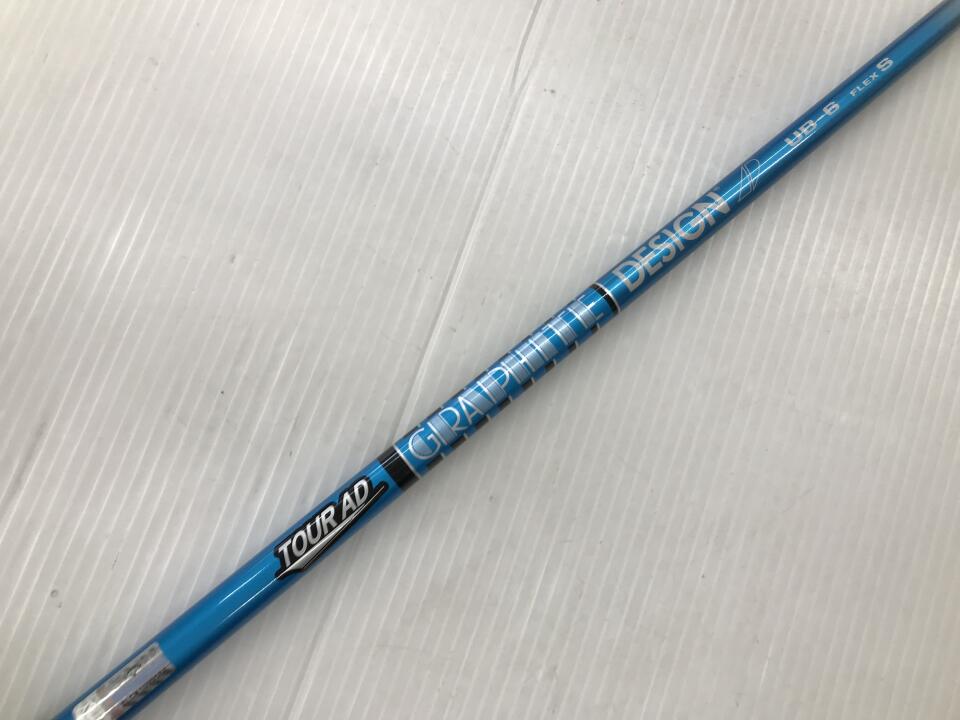 TOUR AD
GRAPHITE DESIGN
UB-6 FLEX S